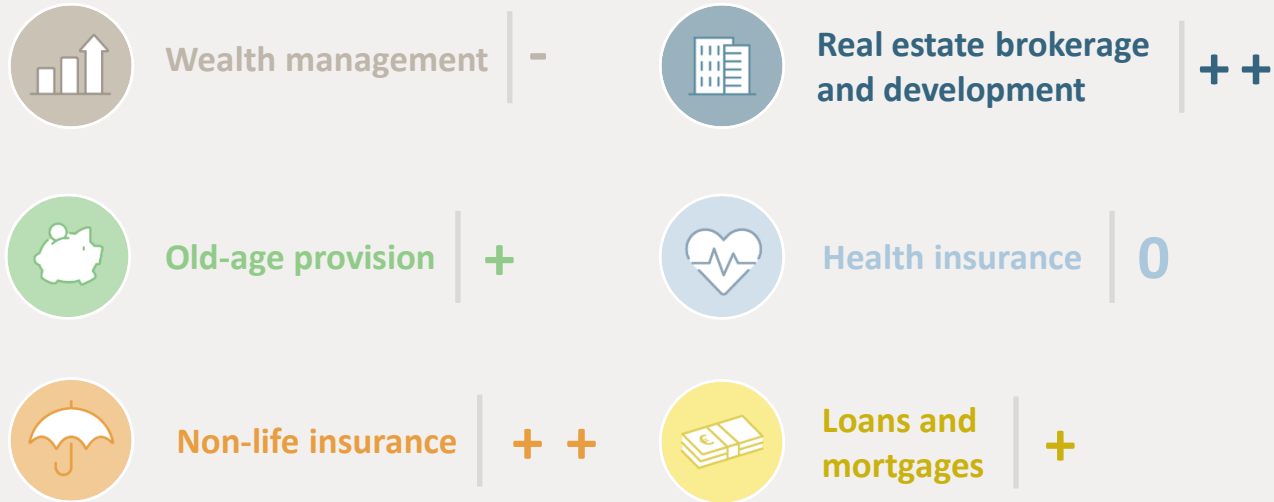 Wealth management -
Real estate brokerage
and development ++
Old-age provision +
Health insurance 0
Non-life insurance + +
Loans and
mortgages +
€